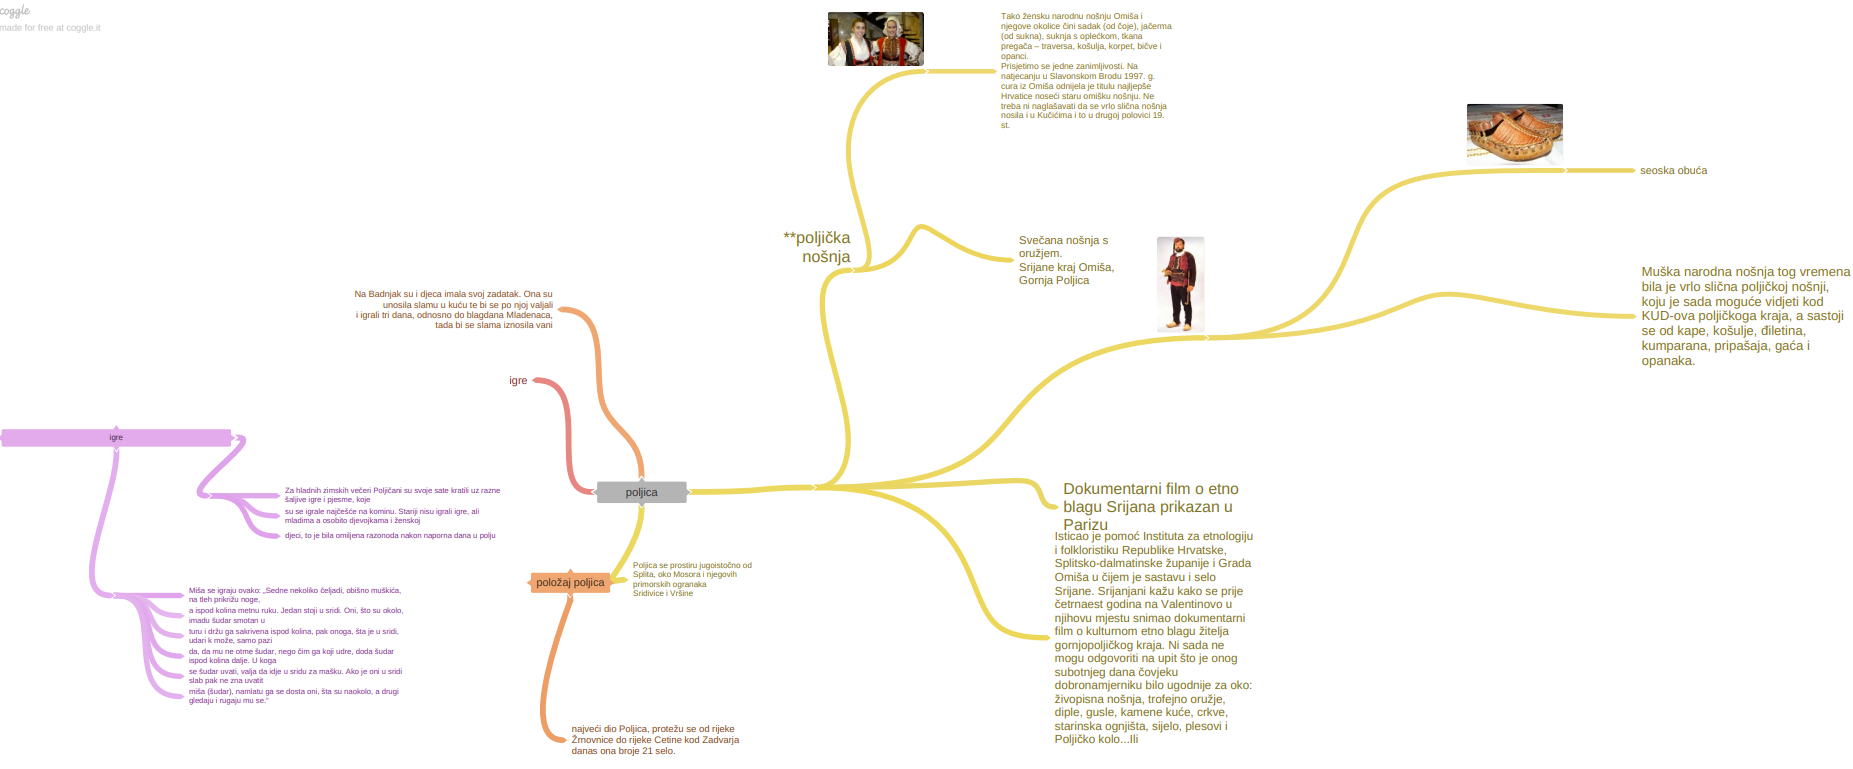 coggle
made for free at coggle.it
Tako žensku narodnu nošnju Omiša i
njegove okolice čini sadak (od čoje), jačerma
(od sukna), suknja s oplećkom, tkana
pregača – traversa, košulja, korpet, bičve i
opanci.
Prisjetimo se jedne zanimljivosti. Na
natjecanju u Slavonskom Brodu 1997. g.
cura iz Omiša odnijela je titulu najljepše
Hrvatice noseći staru omišku nošnju. Ne
treba ni naglašavati da se vrlo slična nošnja
nosila i u Kučićima i to u drugoj polovici 19.
st.
seoska obuća
**poljička
nošnja
Svečana nošnja s
oružjem.
Srijane kraj Omiša,
Gornja Poljica
Muška narodna nošnja tog vremena
bila je vrlo slična poljičkoj nošnji,
koju je sada moguće vidjeti kod
KUD-ova poljičkoga kraja, a sastoji
se od kape, košulje, điletina,
kumparana, pripašaja, gaća i
opanaka.
Na Badnjak su i djeca imala svoj zadatak. Ona su
unosila slamu u kuću te bi se po njoj valjali
i igrali tri dana, odnosno do blagdana Mladenaca,
tada bi se slama iznosila vani
igre
igre
poljica
Za hladnih zimskih večeri Poljičani su svoje sate kratili uz razne
šaljive igre i pjesme, koje
su se igrale najčešće na kominu. Stariji nisu igrali igre, ali
mladima a osobito djevojkama i ženskoj
djeci, to je bila omiljena razonoda nakon naporna dana u polju
Dokumentarni film o etno
blagu Srijana prikazan u
Parizu
Isticao je pomoć Instituta za etnologiju
i folkloristiku Republike Hrvatske,
Splitsko-dalmatinske županije i Grada
Omiša u čijem je sastavu i selo
Srijane. Srijanjani kažu kako se prije
četrnaest godina na Valentinovo u
njihovu mjestu snimao dokumentarni
film o kulturnom etno blagu žitelja
gornjopoljičkog kraja. Ni sada ne
mogu odgovoriti na upit što je onog
subotnjeg dana čovjeku
dobronamjerniku bilo ugodnije za oko:
živopisna nošnja, trofejno oružje,
diple, gusle, kamene kuće, crkve,
starinska ognjišta, sijelo, plesovi i
Poljičko kolo...Ili
položaj poljica
Poljica se prostiru jugoistočno od
Splita, oko Mosora i njegovih
primorskih ogranaka
Sridivice i Vršine
Miša se igraju ovako: „Sedne nekoliko čeljadi, obišno muškića,
na tleh prikrižu noge,
a ispod kolina metnu ruku. Jedan stoji u sridi. Oni, što su okolo,
imadu šudar smotan u
turu i držu ga sakrivena ispod kolina, pak onoga, šta je u sridi,
udari k može, samo pazi
da, da mu ne otme šudar, nego čim ga koji udre, doda šudar
ispod kolina dalje. U koga
se šudar uvati, valja da idje u sridu za mašku. Ako je oni u sridi
slab pak ne zna uvatit
miša (šudar), namlatu ga se dosta oni, šta su naokolo, a drugi
gledaju i rugaju mu se.“
najveći dio Poljica, protežu se od rijeke
Žrnovnice do rijeke Cetine kod Zadvarja
danas ona broje 21 selo.